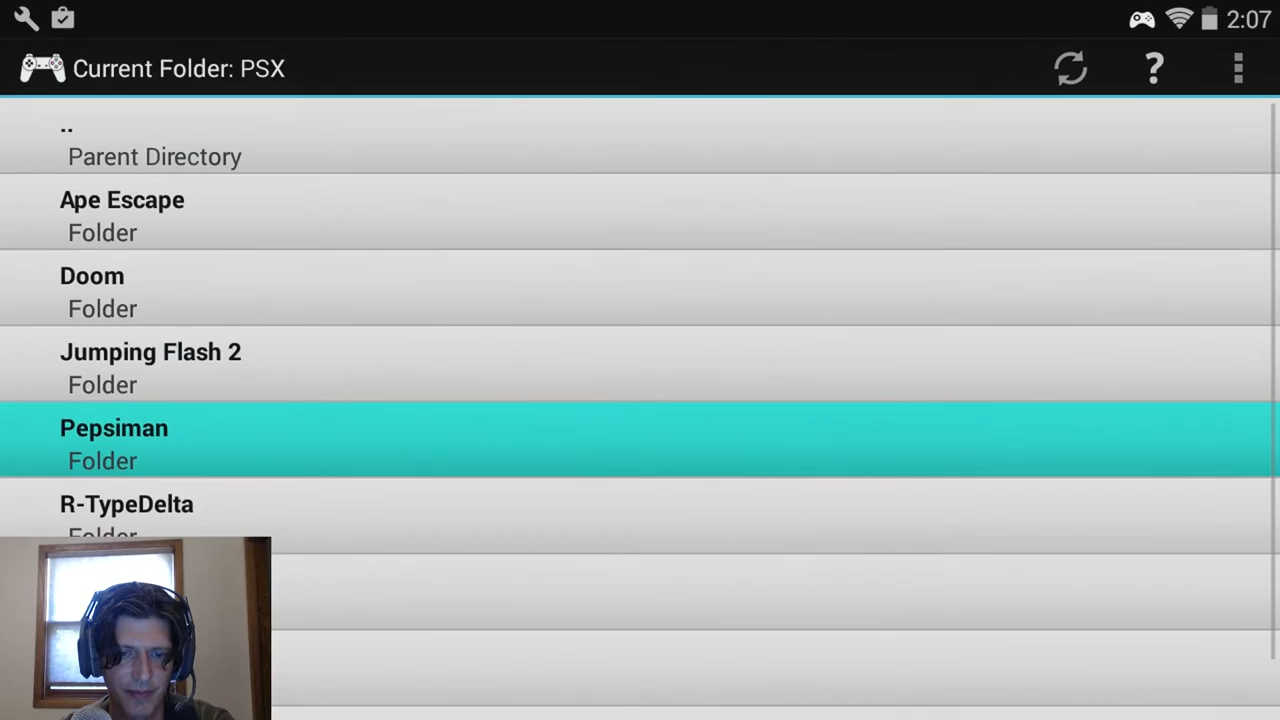 2:07
Current Folder: PSX
?
..
Parent Directory
Ape Escape
Folder
Doom
Folder
Jumping Flash 2
Folder
Pepsiman
Folder
R-TypeDelta
Folder